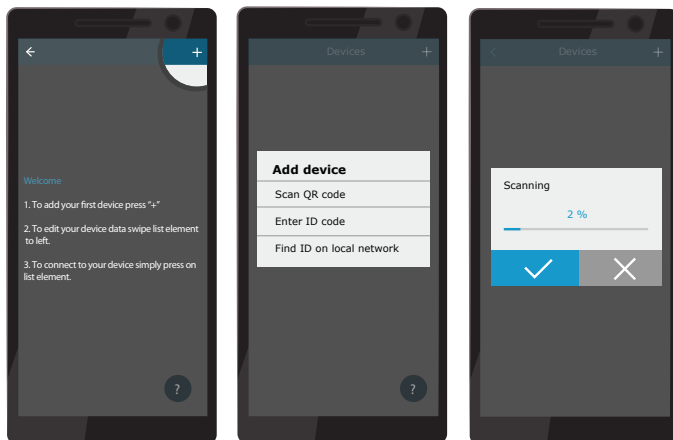 +
Welcome
1. To add your first device press “+”
2. To edit your device data swipe list element
to left.
3. To connect to your device simply press on
list element.
?
Devices +
Add device
Scan QR code
Enter ID code
Find ID on local network
?
Devices +
Scanning
2 %